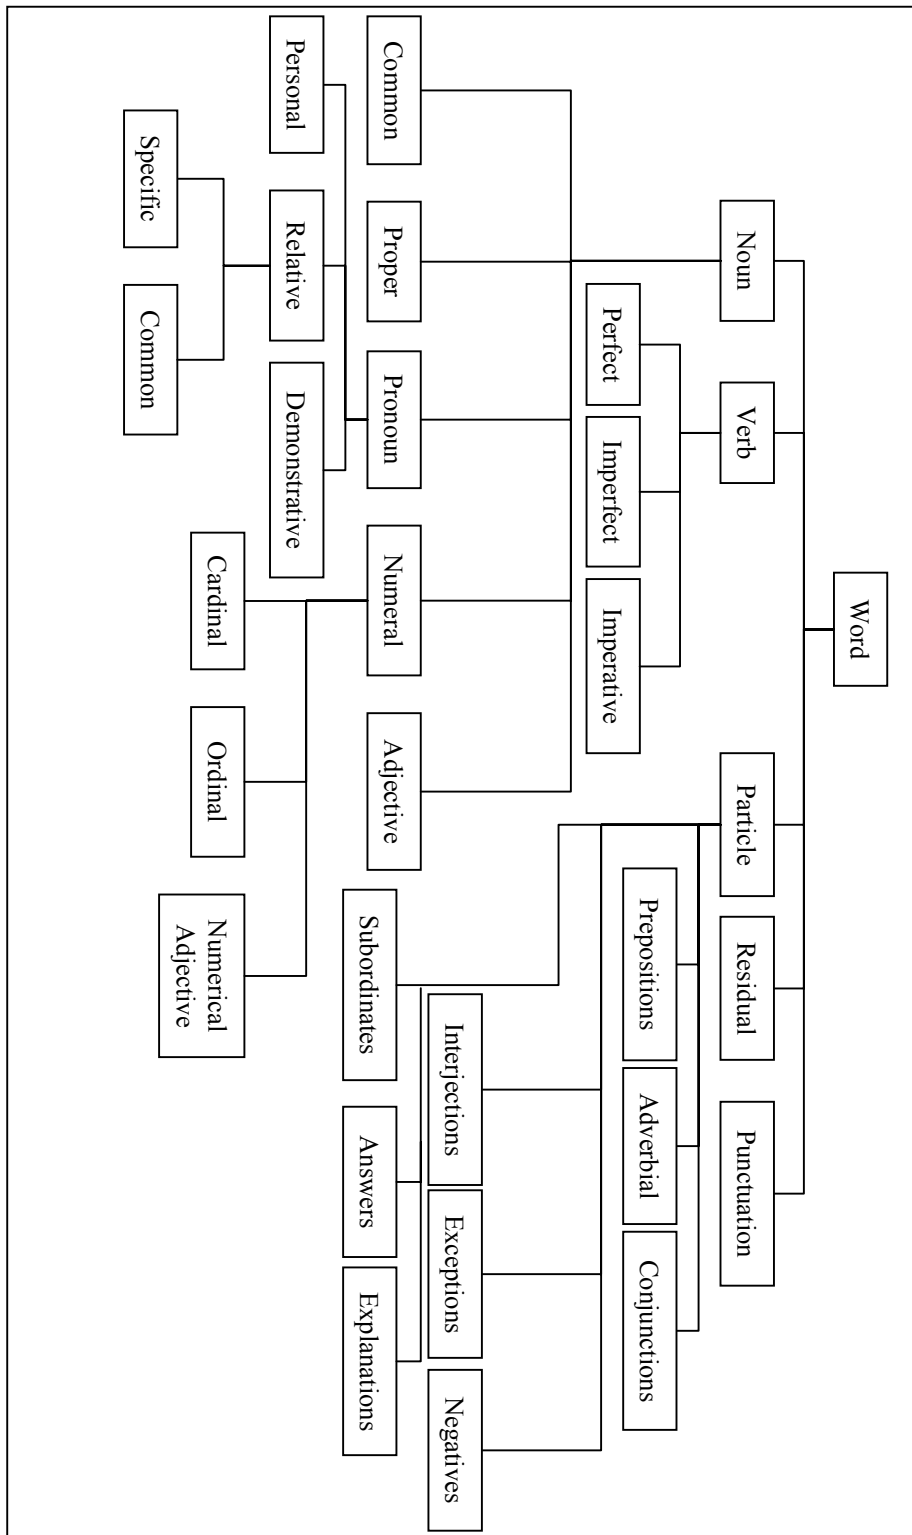 Word
Noun
Verb
Particle
Residual
Punctuation
Perfect
Imperfect
Imperative
Prepositions
Adverbial
Conjunctions
Common
Proper
Pronoun
Numeral
Adjective
Interjections
Exceptions
Negatives
Subordinates
Answers
Explanations
Personal
Relative
Demonstrative
Cardinal
Ordinal
Numerical
Adjective
Specific
Common